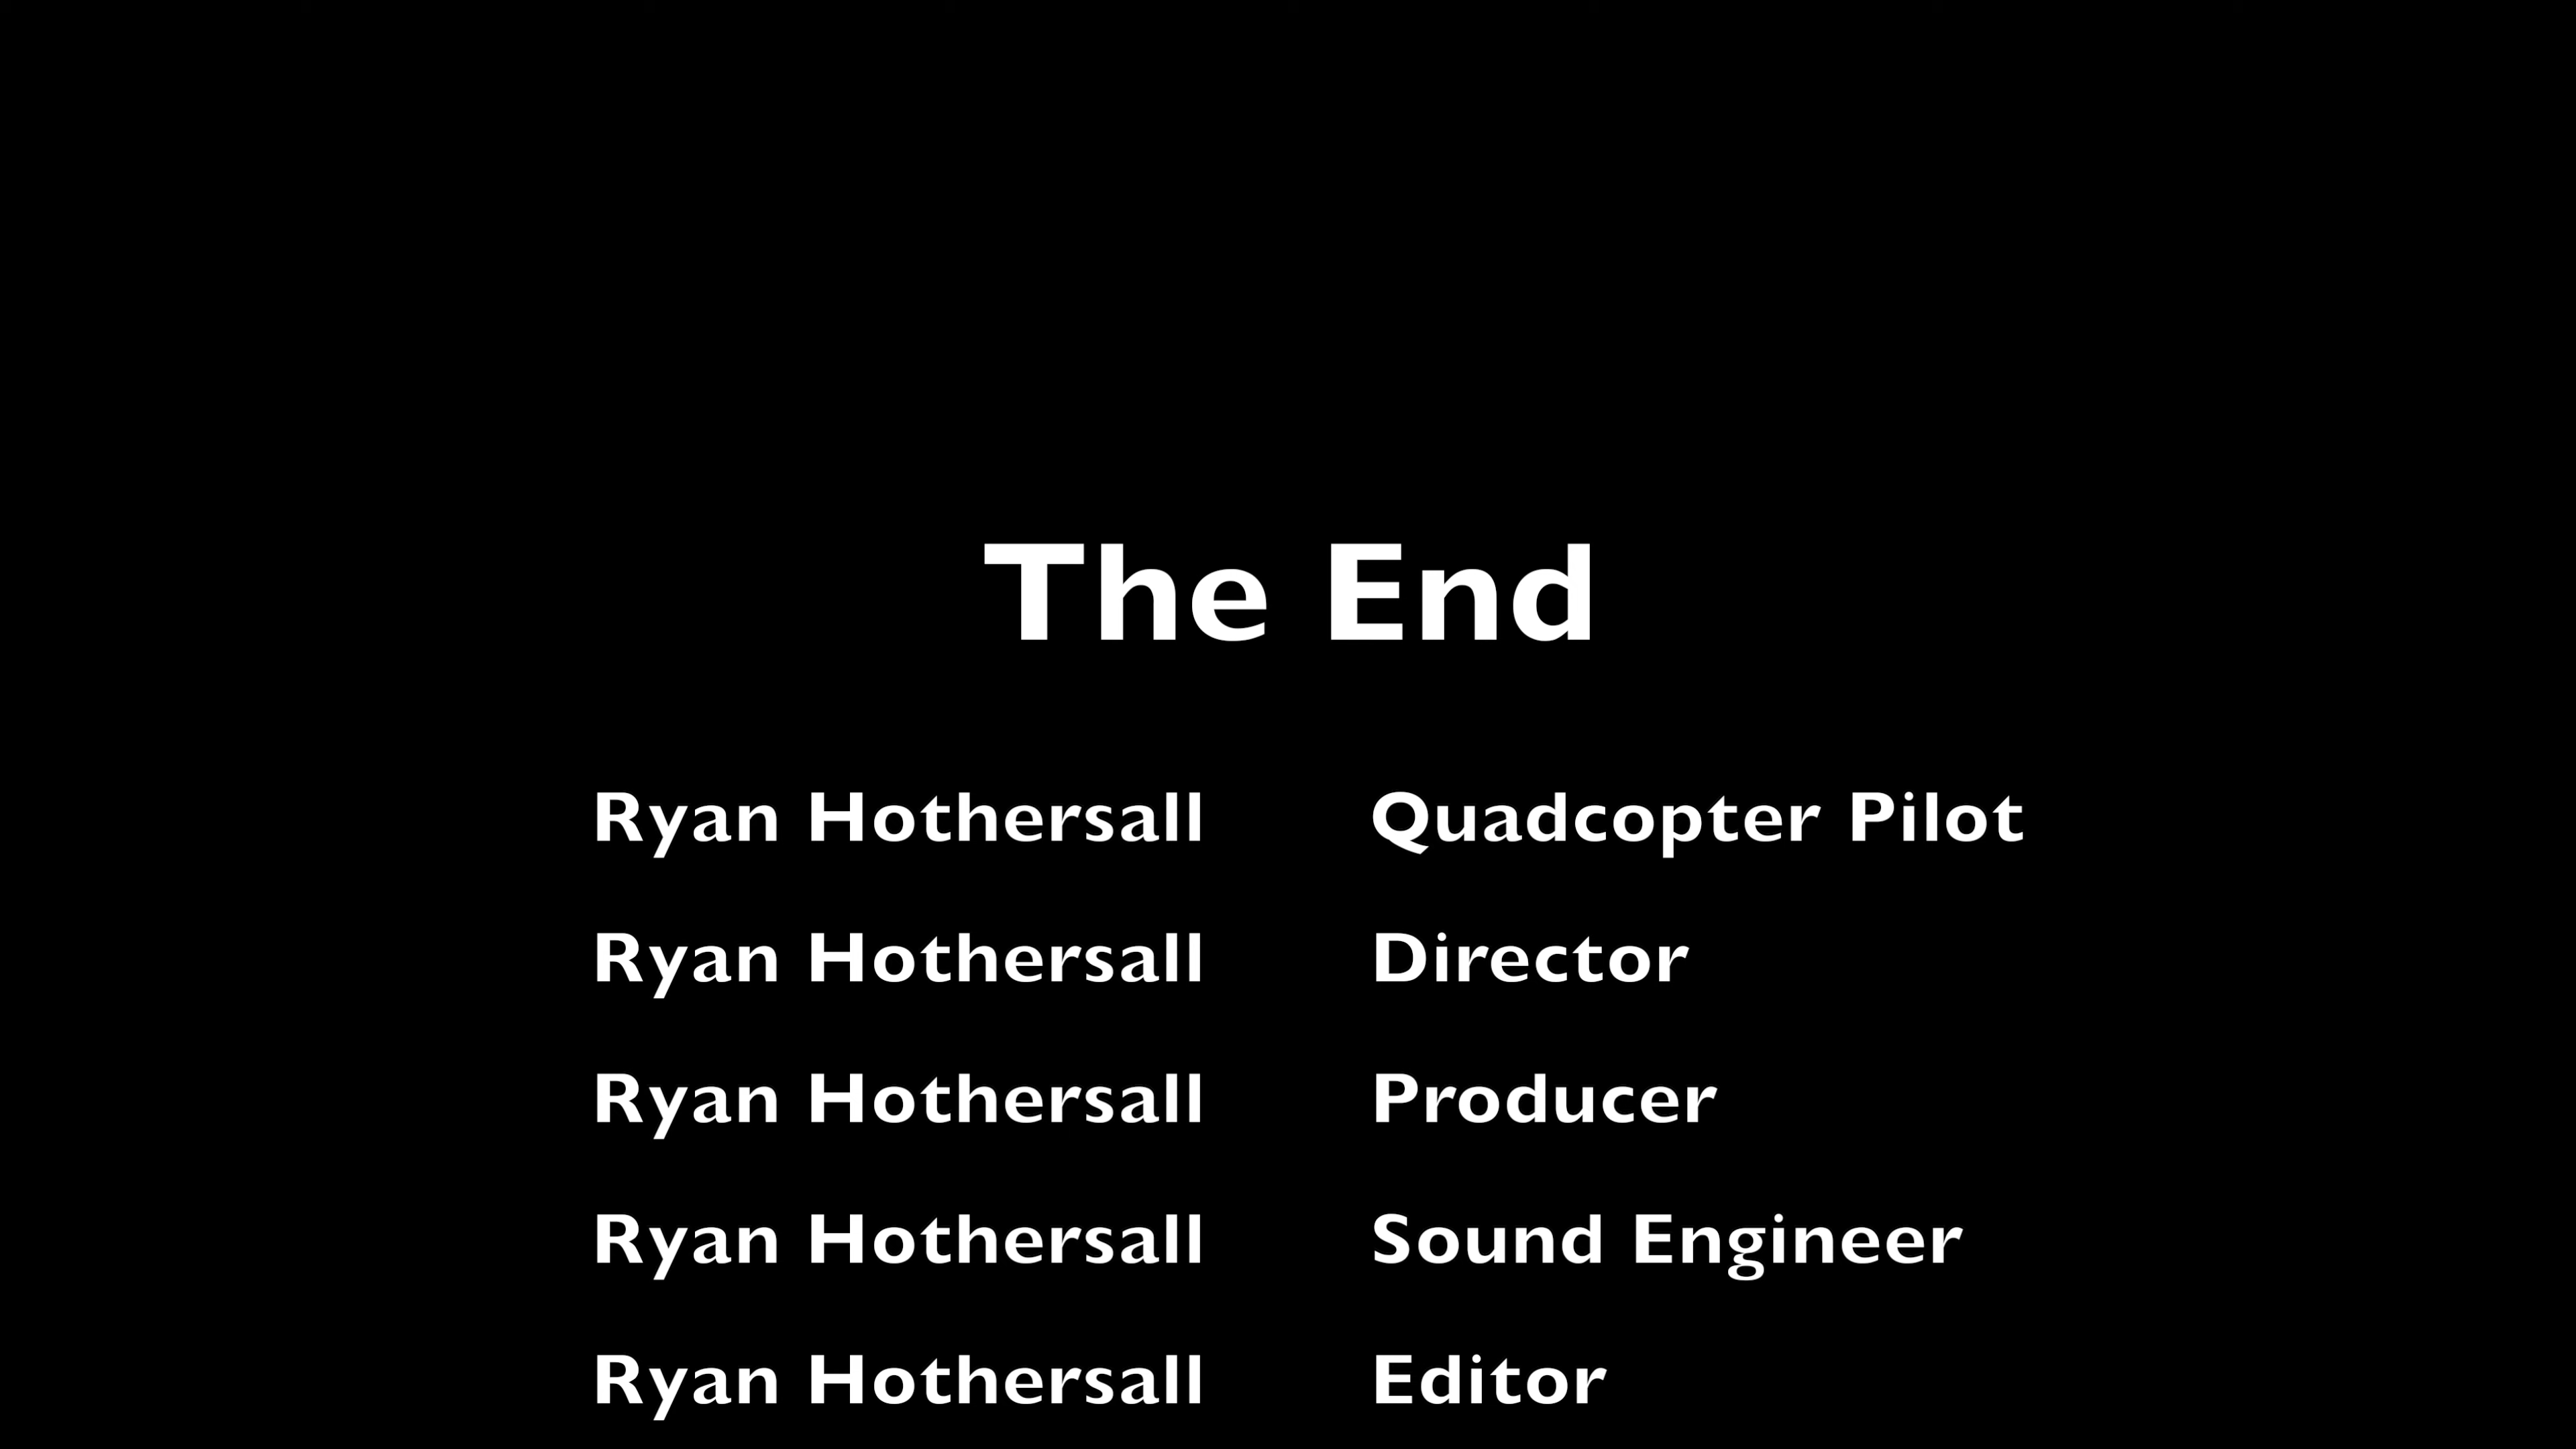 The End
Ryan Hothersall Quadcopter Pilot
Ryan Hothersall Director
Ryan Hothersall Producer
Ryan Hothersall Sound Engineer
Ryan Hothersall Editor